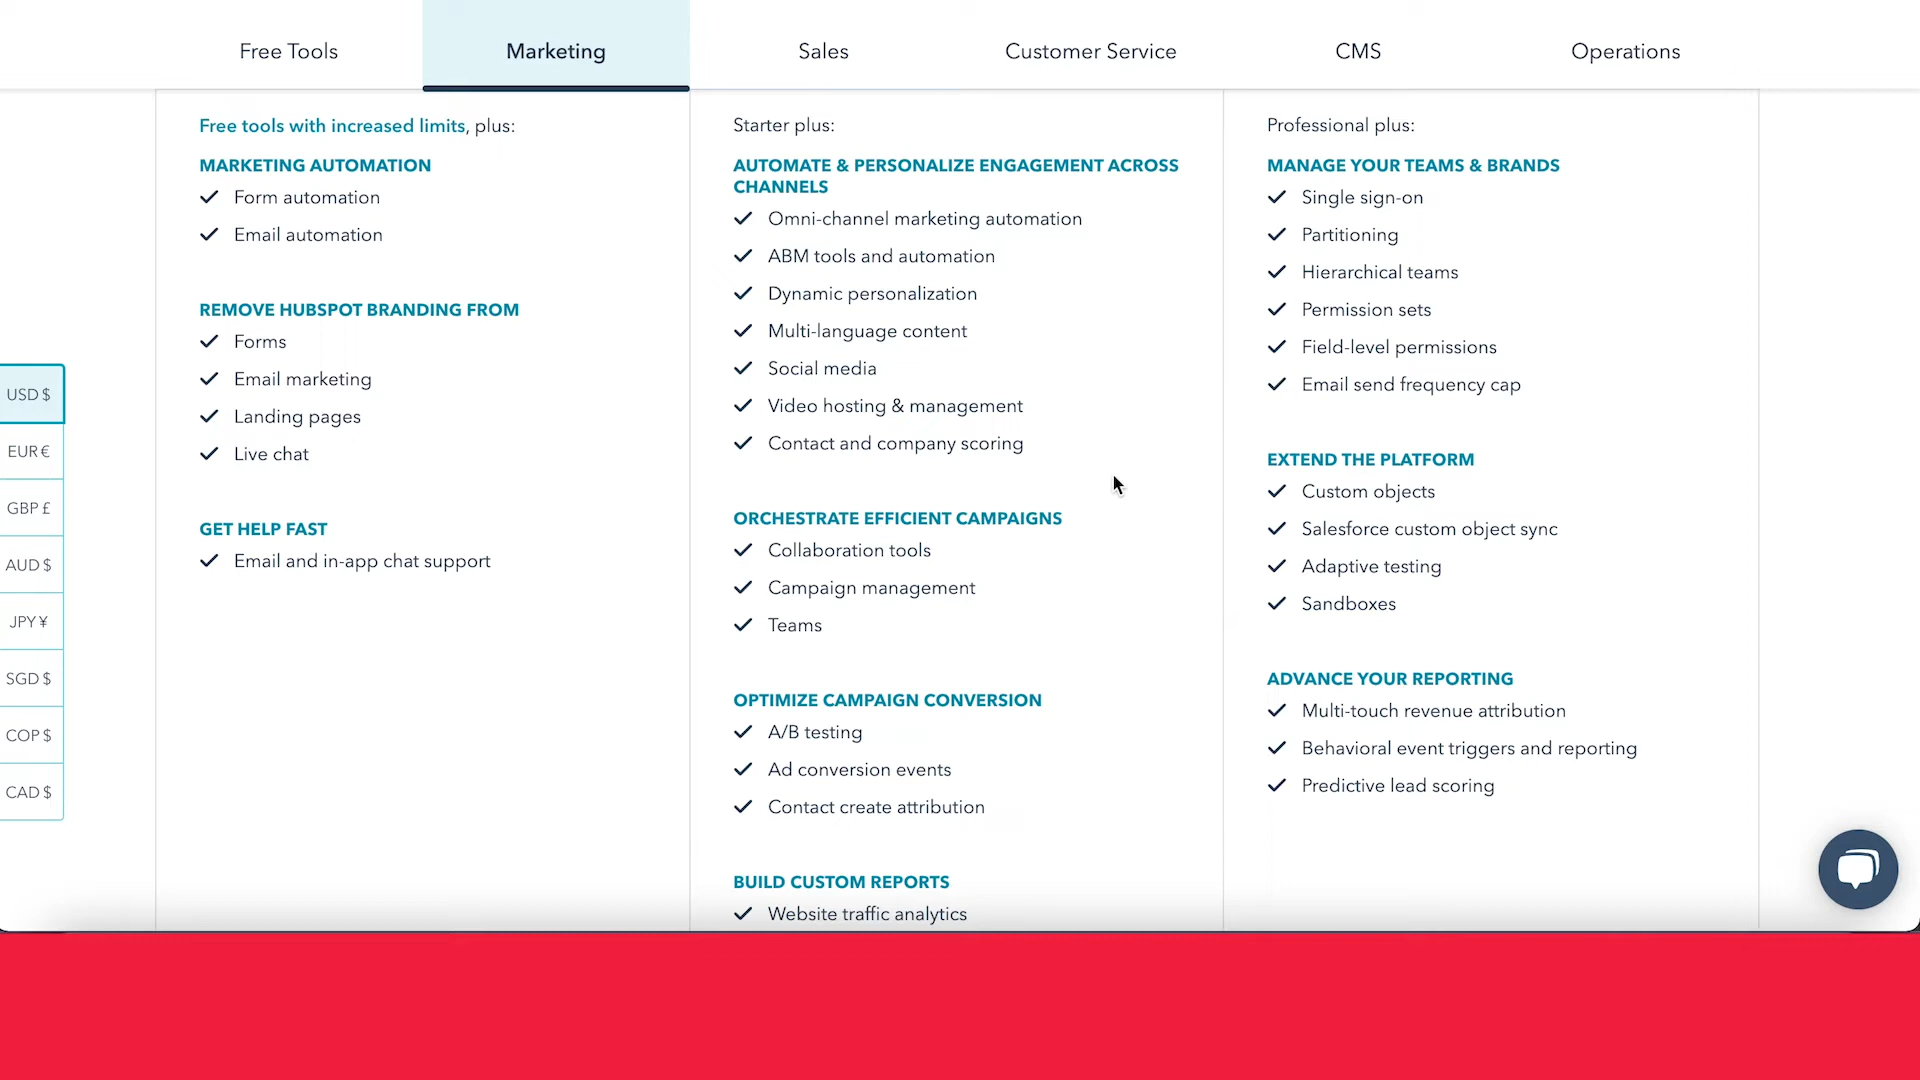 Free Tools
Marketing
Sales
Customer Service
CMS
Operations
Free tools with increased limits, plus:
MARKETING AUTOMATION
Form automation
Email automation
REMOVE HUBSPOT BRANDING FROM
Forms
Email marketing
Landing pages
Live chat
GET HELP FAST
Email and in-app chat support
Starter plus:
AUTOMATE & PERSONALIZE ENGAGEMENT ACROSS
CHANNELS
Omni-channel marketing automation
ABM tools and automation
Dynamic personalization
Multi-language content
Social media
Video hosting & management
Contact and company scoring
ORCHESTRATE EFFICIENT CAMPAIGNS
Collaboration tools
Campaign management
Teams
OPTIMIZE CAMPAIGN CONVERSION
A/B testing
Ad conversion events
Contact create attribution
BUILD CUSTOM REPORTS
Website traffic analytics
Professional plus:
MANAGE YOUR TEAMS & BRANDS
Single sign-on
Partitioning
Hierarchical teams
Permission sets
Field-level permissions
Email send frequency cap
EXTEND THE PLATFORM
Custom objects
Salesforce custom object sync
Adaptive testing
Sandboxes
ADVANCE YOUR REPORTING
Multi-touch revenue attribution
Behavioral event triggers and reporting
Predictive lead scoring
USD $
EUR €
GBP £
AUD $
JPY ¥
SGD $
COP $
CAD $